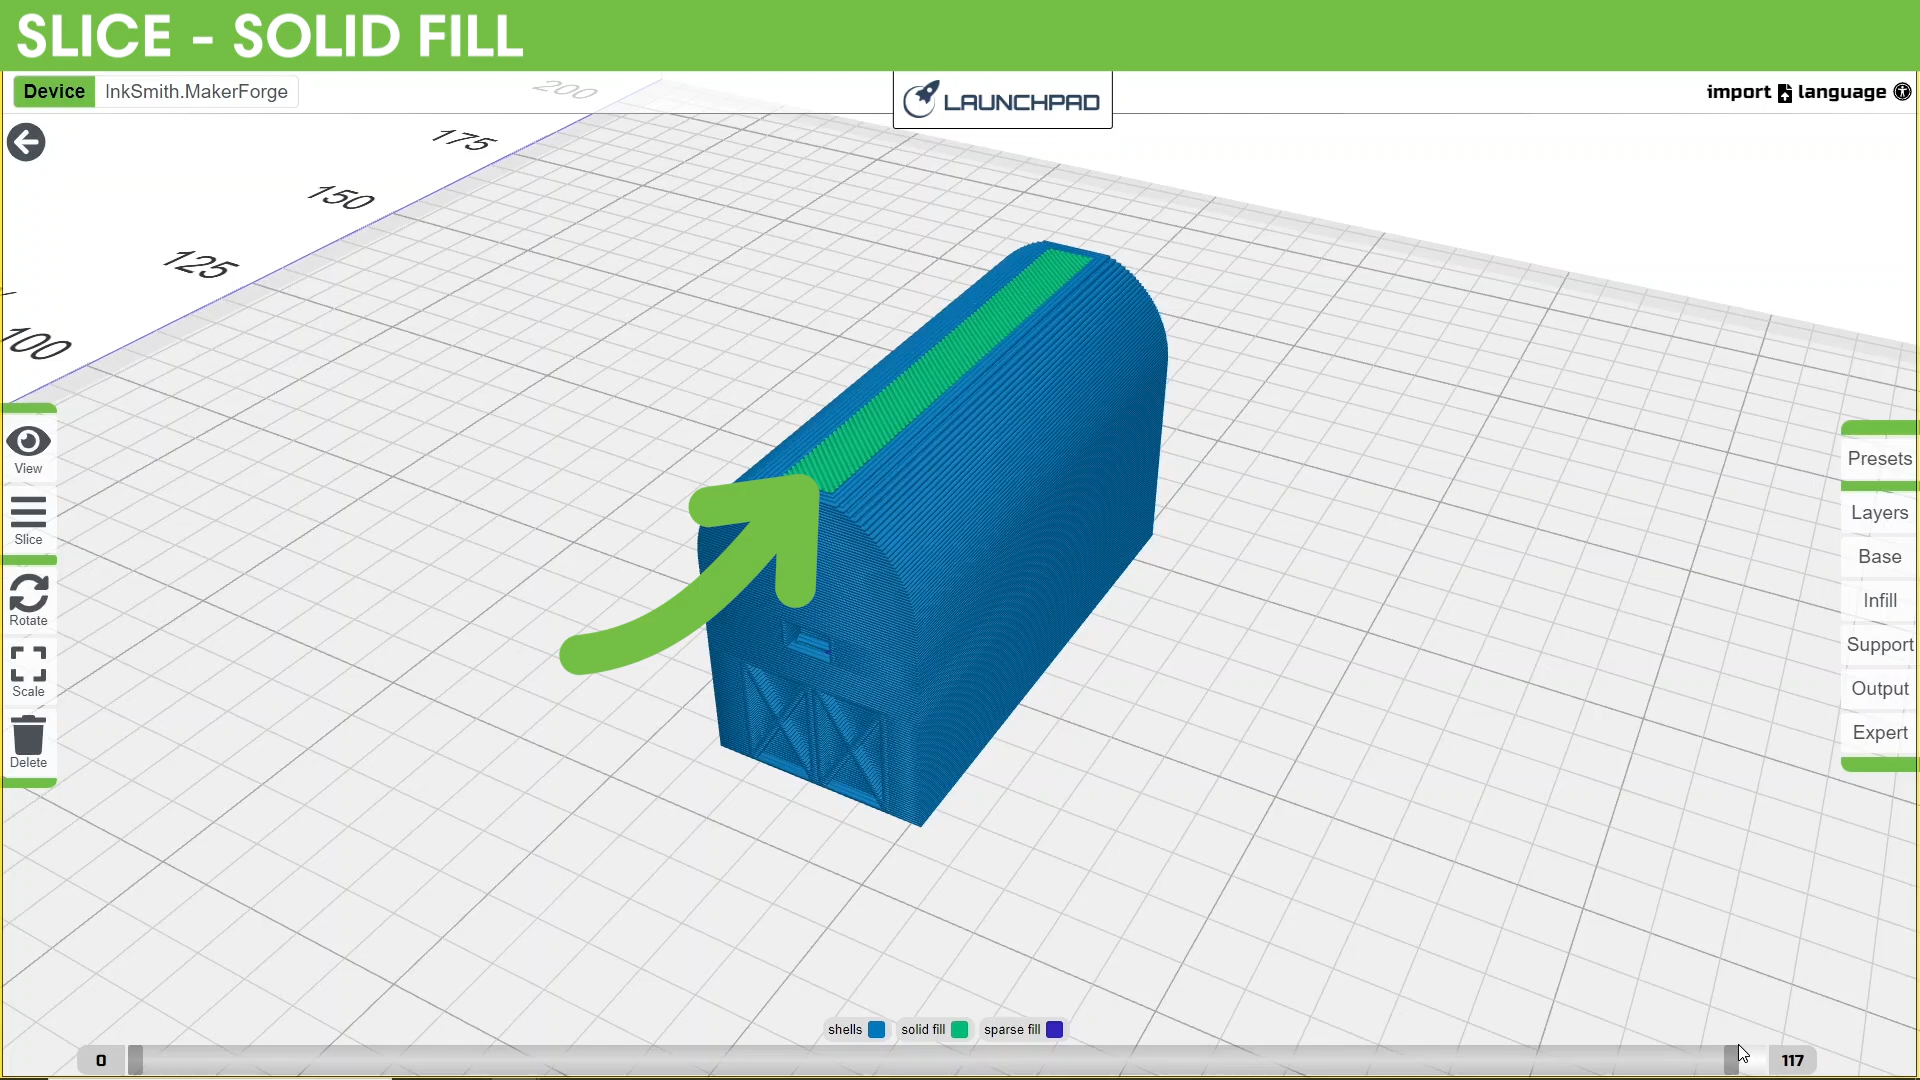 SLICE - SOLID FILL
Device InkSmith.MakerForge
LAUNCHPAD
import language
200
175
150
125
100
View
Slice
Rotate
Scale
Delete
Presets
Layers
Base
Infill
Support
Output
Expert
shells solid fill sparse fill
0 117